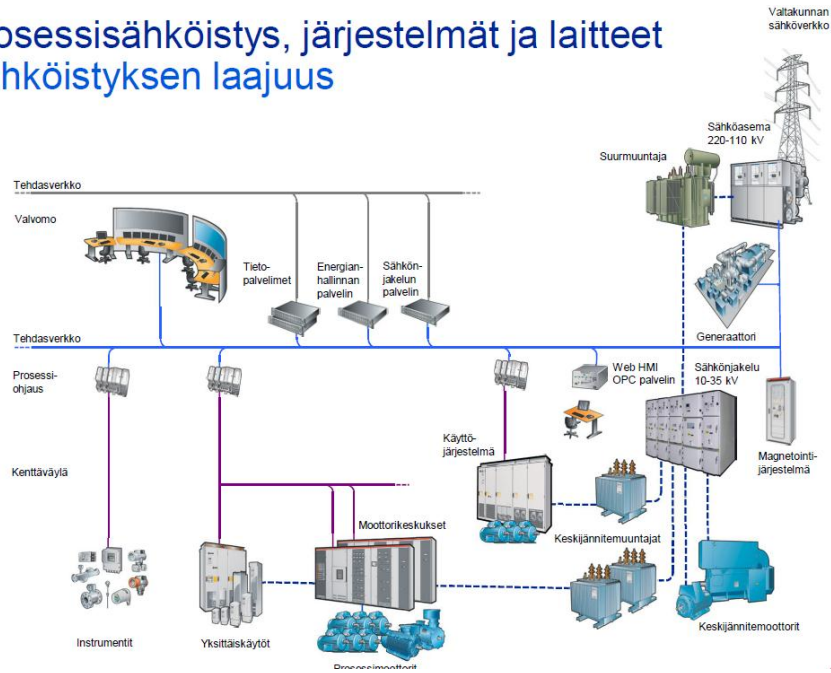 osessisähköistys, järjestelmät ja laitteet
hköistyksen laajuus
Valtakunnan
sähköverkko
Sähköasema
220-110 kV
Suurmuuntaja
Tehdasverkko
Valvomo
Tieto-
palvelimet
Energian-
hallinnan
palvelin
Sähkön-
jakelun
palvelin
Generaattori
Tehdasverkko
Prosessi-
ohjaus
Web HMI
OPC palvelin
Sähkönjakelu
10-35 kV
Käyttö-
järjestelmä
Magnetointi-
järjestelmä
Kenttäväylä
Moottorikeskukset
Keskijännitemuuntajat
Keskijännitemoottorit
Instrumentit
Yksittäiskäytöt
Prosessimoottorit